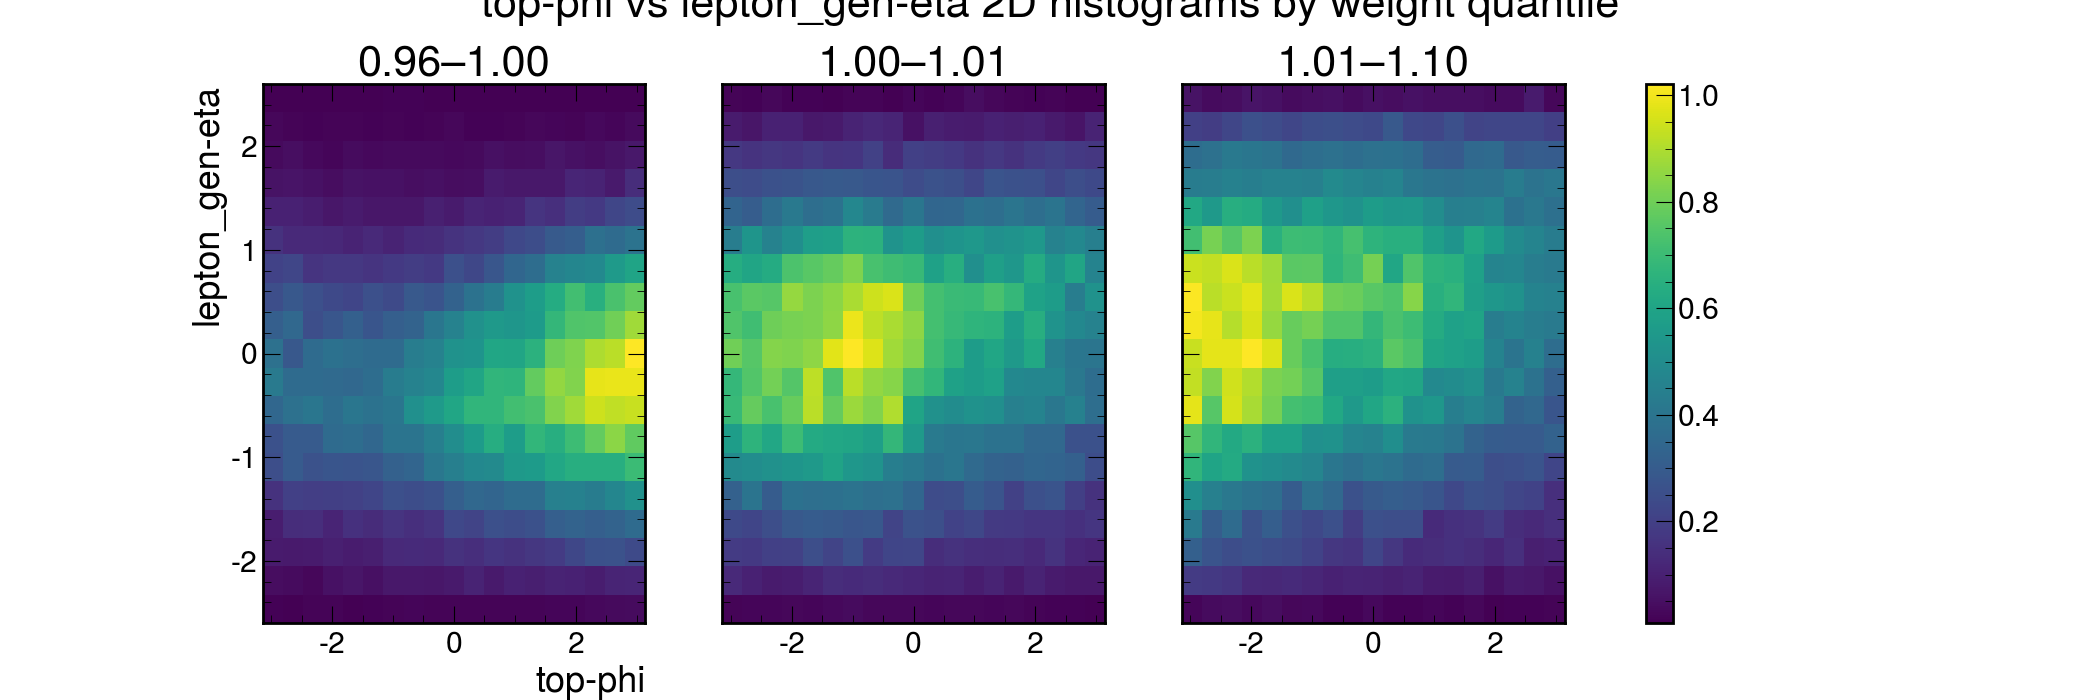 top-phi vs lepton_gen-eta 2D histograms by weight quantile
0.96–1.00
1.00–1.01
1.01–1.10
lepton_gen-eta
2
1
0
-1
-2
-2 0 2
-2 0 2
-2 0 2
top-phi
1.0
0.8
0.6
0.4
0.2